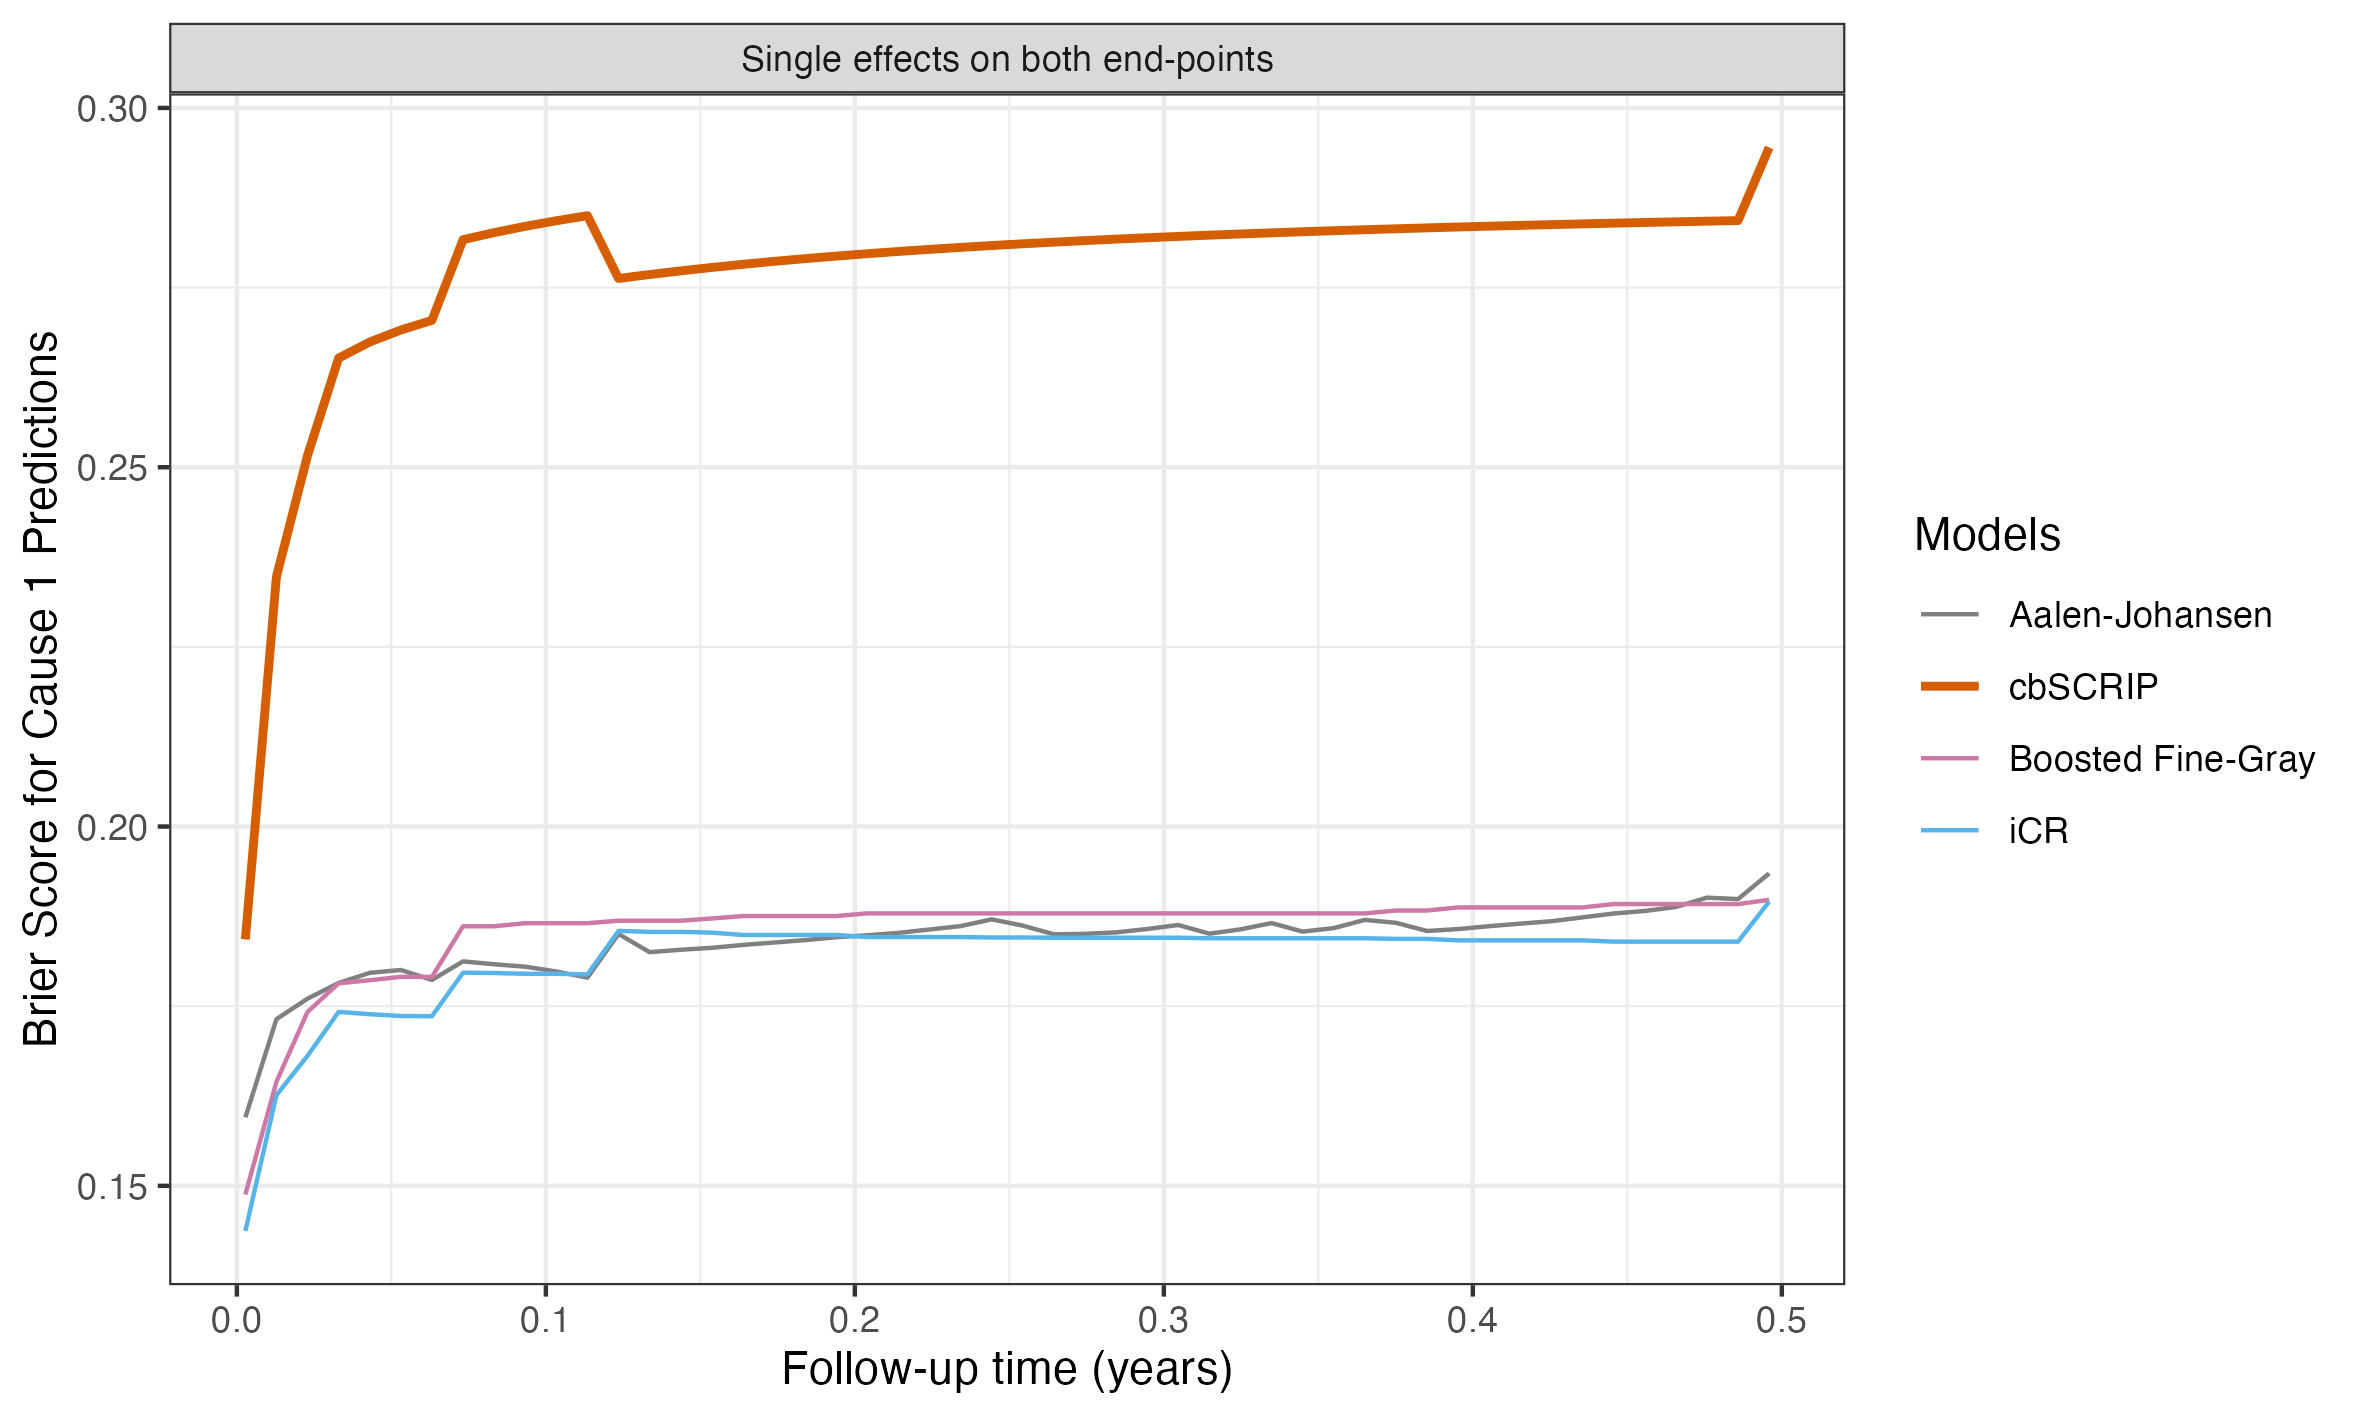 Single effects on both end-points
0.30
0.25
0.20
0.15
Brier Score for Cause 1 Predictions
0.0 0.1 0.2 0.3 0.4 0.5
Follow-up time (years)
Models
Aalen-Johansen
cbSCRIP
Boosted Fine-Gray
iCR